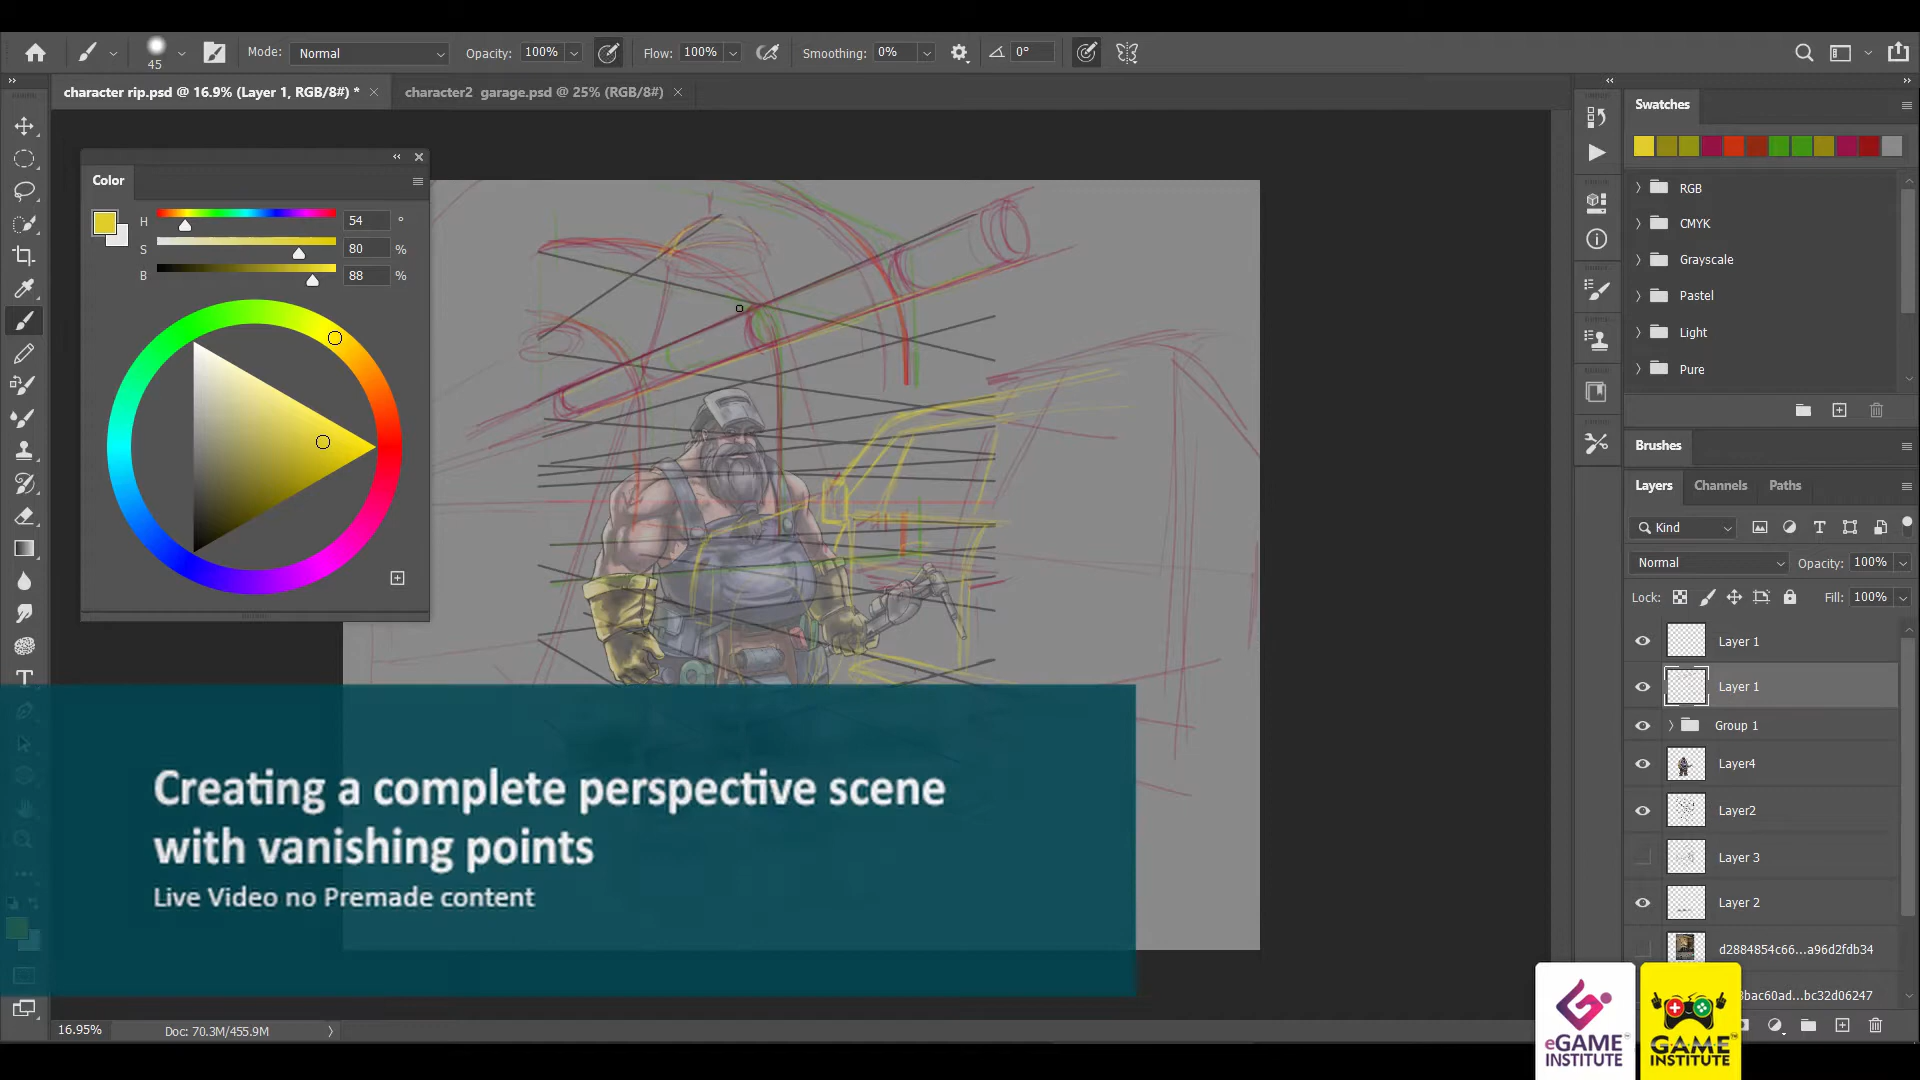 45
Mode:
Normal
Opacity:
100%
Flow:
100%
Smoothing:
0%
0°
character rip.psd @ 16.9% (Layer 1, RGB/8#) *
character2 garage.psd @ 25% (RGB/8#)
Color
H
54
°
S
80
%
B
88
%
Swatches
RGB
CMYK
Grayscale
Pastel
Light
Pure
Brushes
Layers
Channels
Paths
Kind
Normal
Opacity:
100%
Lock:
Fill:
100%
Layer 1
Layer 1
Group 1
Layer4
Layer2
Layer 3
Layer 2
d2884854c66...a96d2fdb34
3bac60ad...bc32d06247
Creating a complete perspective scene
with vanishing points
Live Video no Premade content
16.95%
Doc: 70.3M/455.9M
eGAME
INSTITUTE
GAME
INSTITUTE